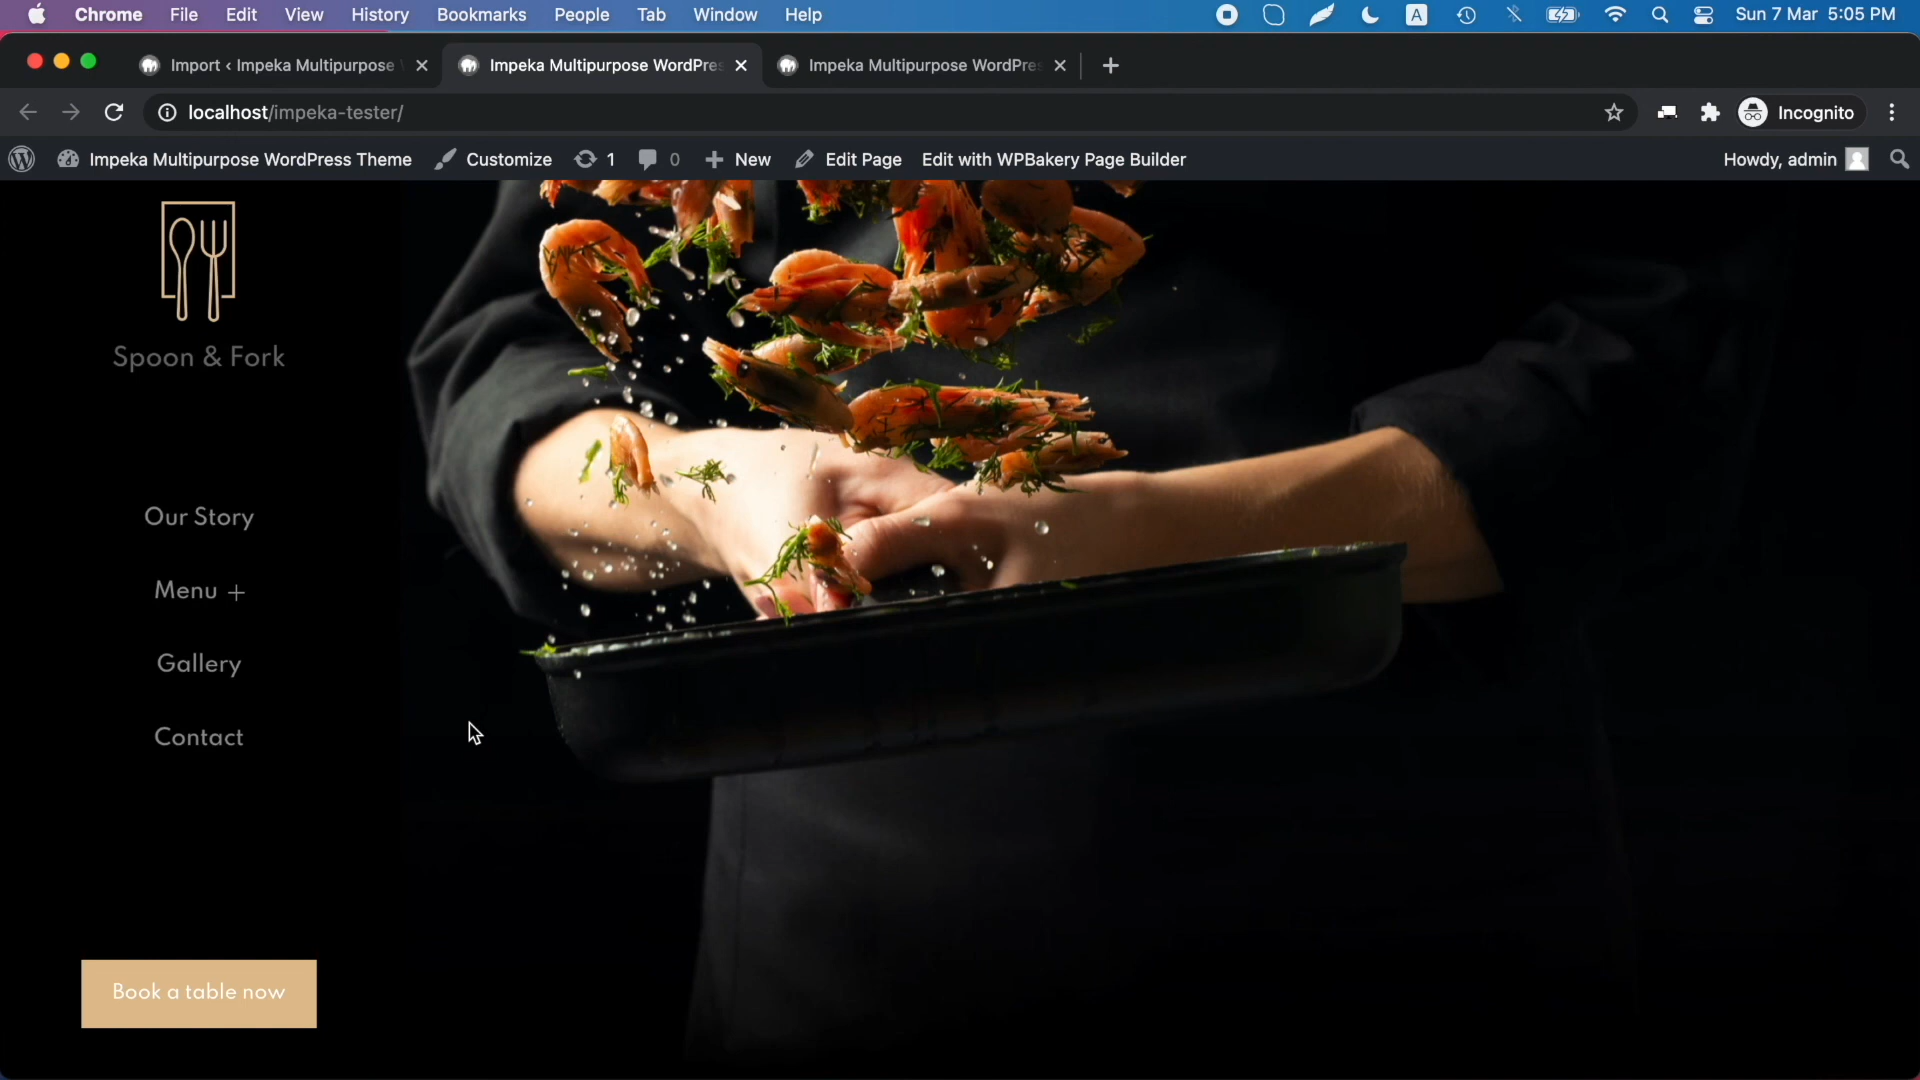 Chrome File Edit View History Bookmarks People Tab Window Help A Sun 7 Mar 5:05 PM
Import ‹ Impeka Multipurpose Impeka Multipurpose WordPres Impeka Multipurpose WordPres
localhost/impeka-tester/ Incognito
Impeka Multipurpose WordPress Theme Customize 1 0 New Edit Page Edit with WPBakery Page Builder Howdy, admin
Spoon & Fork
Our Story
Menu +
Gallery
Contact
Book a table now